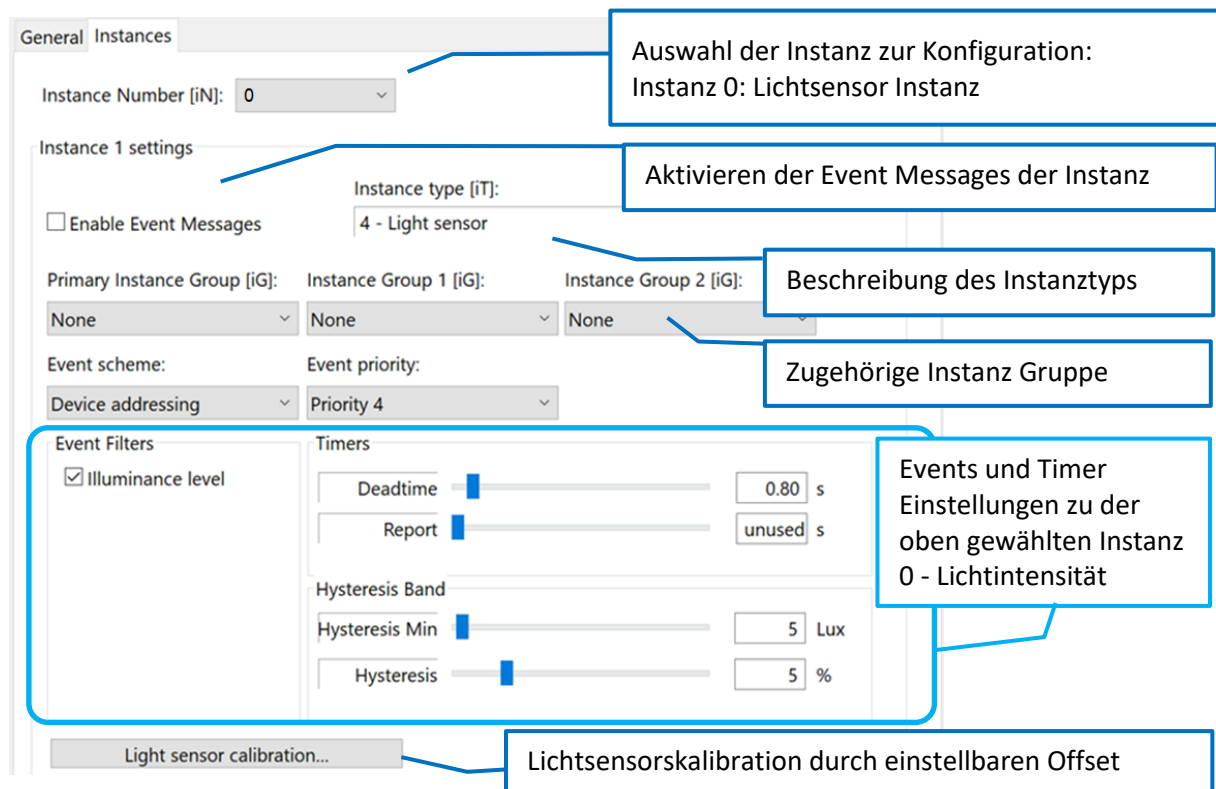 General Instances
Auswahl der Instanz zur Konfiguration:
Instanz 0: Lichtsensor Instanz
Instance Number [iN]: 0
Instance 1 settings
Aktivieren der Event Messages der Instanz
Instance type [iT]:
Enable Event Messages
4 - Light sensor
Beschreibung des Instanztyps
Primary Instance Group [iG]: Instance Group 1 [iG]: Instance Group 2 [iG]:
None None None
Zugehörige Instanz Gruppe
Event scheme: Event priority:
Device addressing Priority 4
Event Filters
Illuminance level
Timers
Deadtime 0.80 s
Report unused s
Hysteresis Band
Hysteresis Min 5 Lux
Hysteresis 5 %
Events und Timer
Einstellungen zu der
oben gewählten Instanz
0 - Lichtintensität
Light sensor calibration...
Lichtsensorskalibration durch einstellbaren Offset